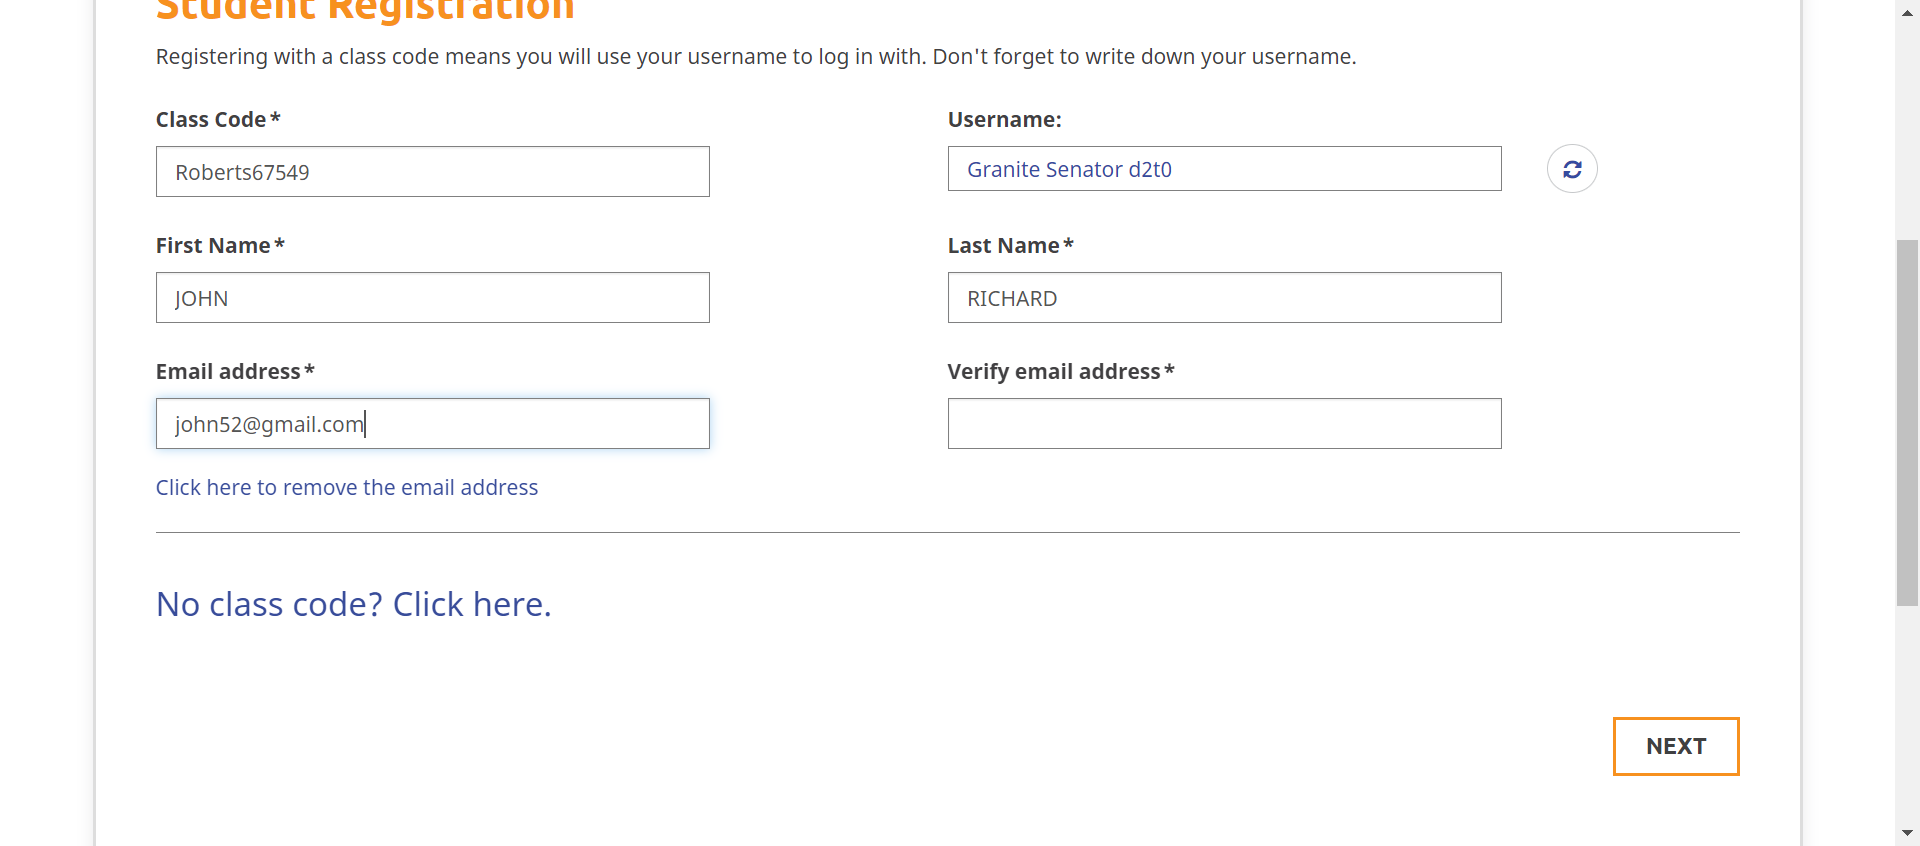 Student Registration
Registering with a class code means you will use your username to log in with. Don't forget to write down your username.
Class Code*
Username:
Roberts67549
Granite Senator d2t0
First Name*
Last Name*
JOHN
RICHARD
Email address*
Verify email address*
john52@gmail.com
Click here to remove the email address
No class code? Click here.
NEXT